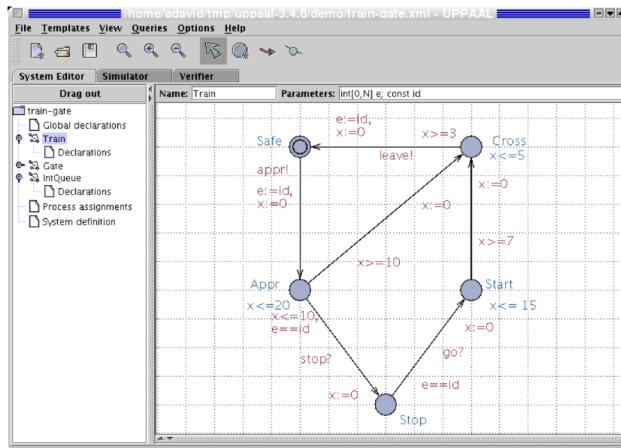 /home/adavid/tmp/uppaal-3.4.6/demo/train-gate.xml - UPPAAL
File Templates View Queries Options Help
System Editor Simulator Verifier
Drag out
Name: Train Parameters: int[0,N] e; const id
train-gate
Global declarations
Train
Declarations
Gate
IntQueue
Declarations
Process assignments
System definition
e:=id,
x:=0
x>=3
Safe
Cross
x<=5
leave!
appr!
e:=id,
x:=0
x:=0
x:=0
x>=7
x>=10
Appr
x<=20
Start
x<= 15
x<=10,
e==id
x:=0
stop?
go?
e==id
x:=0
Stop